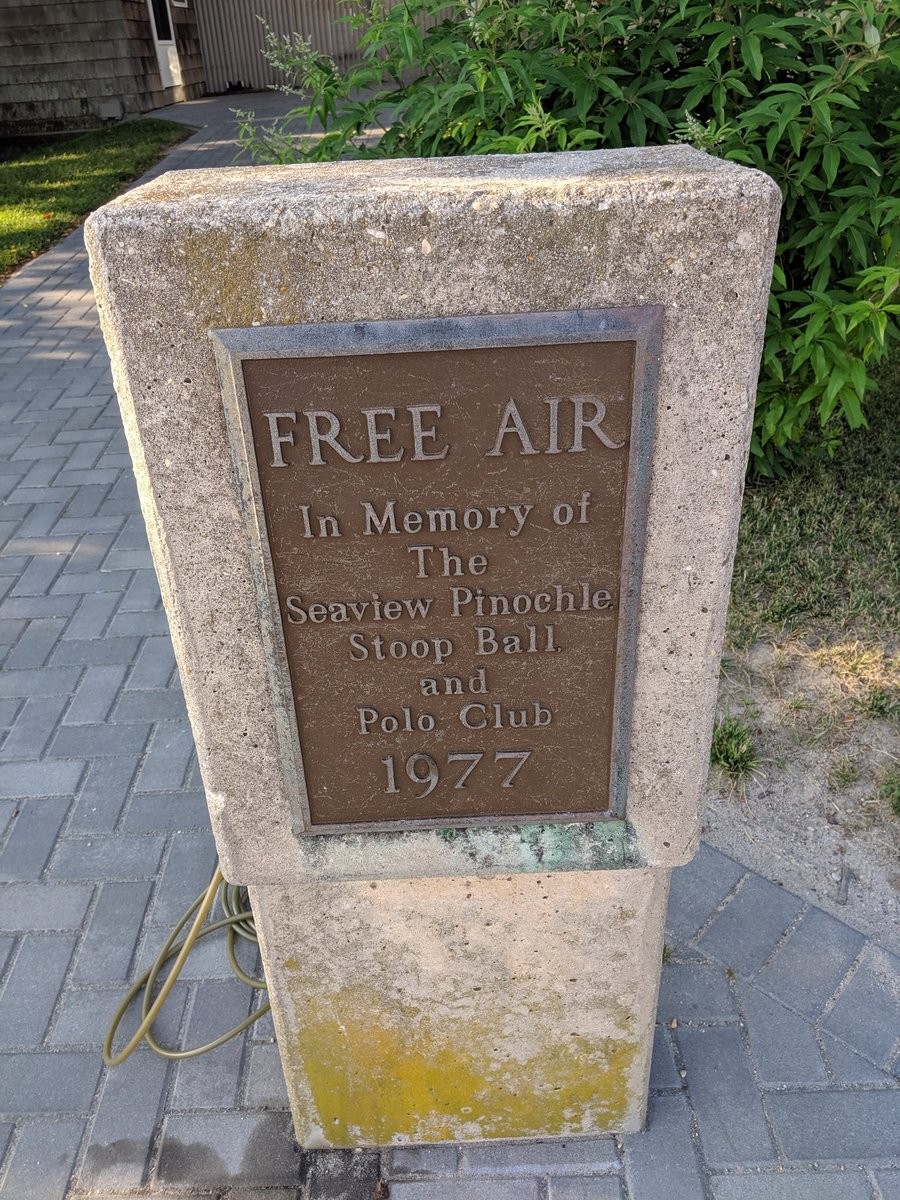 FREE AIR
In Memory of
The
Seaview Pinochle,
Stoop Ball,
and
Polo Club
1977